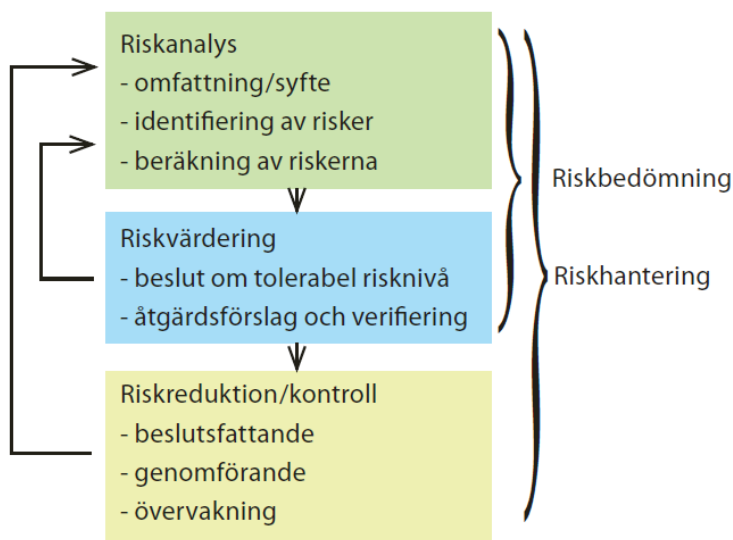 Riskanalys
- omfattning/syfte
- identifiering av risker
- beräkning av riskerna
Riskvärdering
- beslut om tolerabel risknivå
- åtgärdsförslag och verifiering
Riskreduktion/kontroll
- beslutsfattande
- genomförande
- övervakning
Riskbedömning
Riskhantering